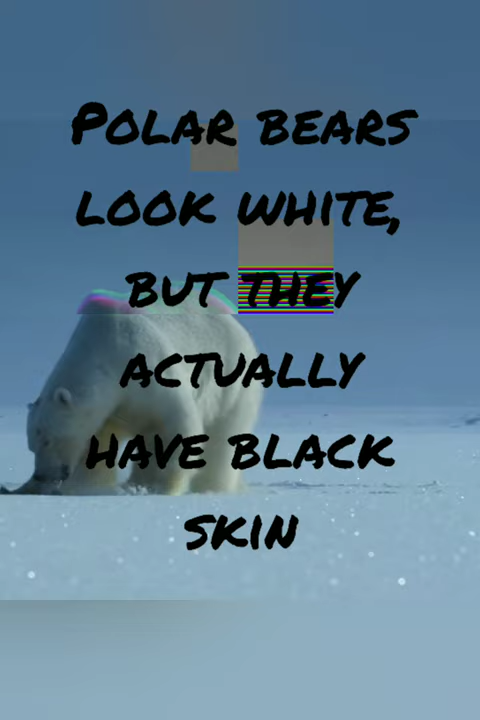 Polar bears
look white,
but they
actually
have black
skin